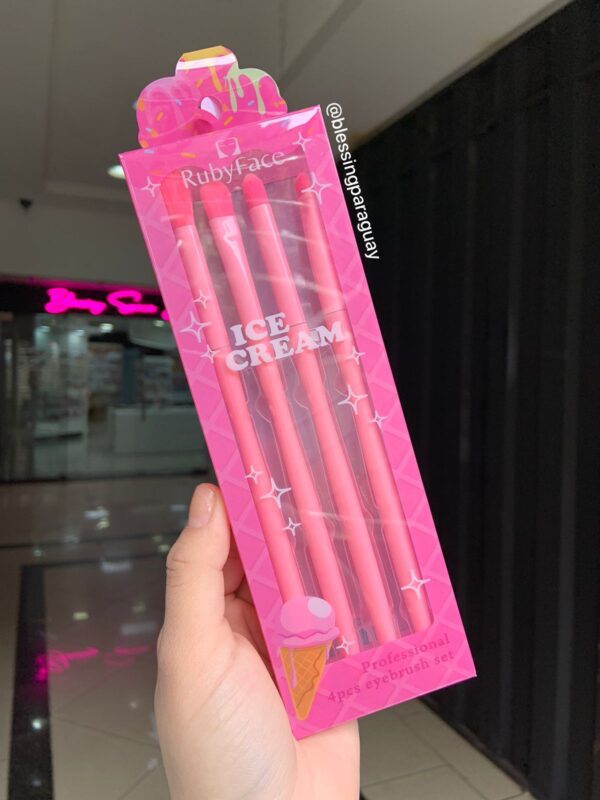 @blessingparaguay
RubyFace
ICE
CREAM
Professional
4pcs eyebrush set